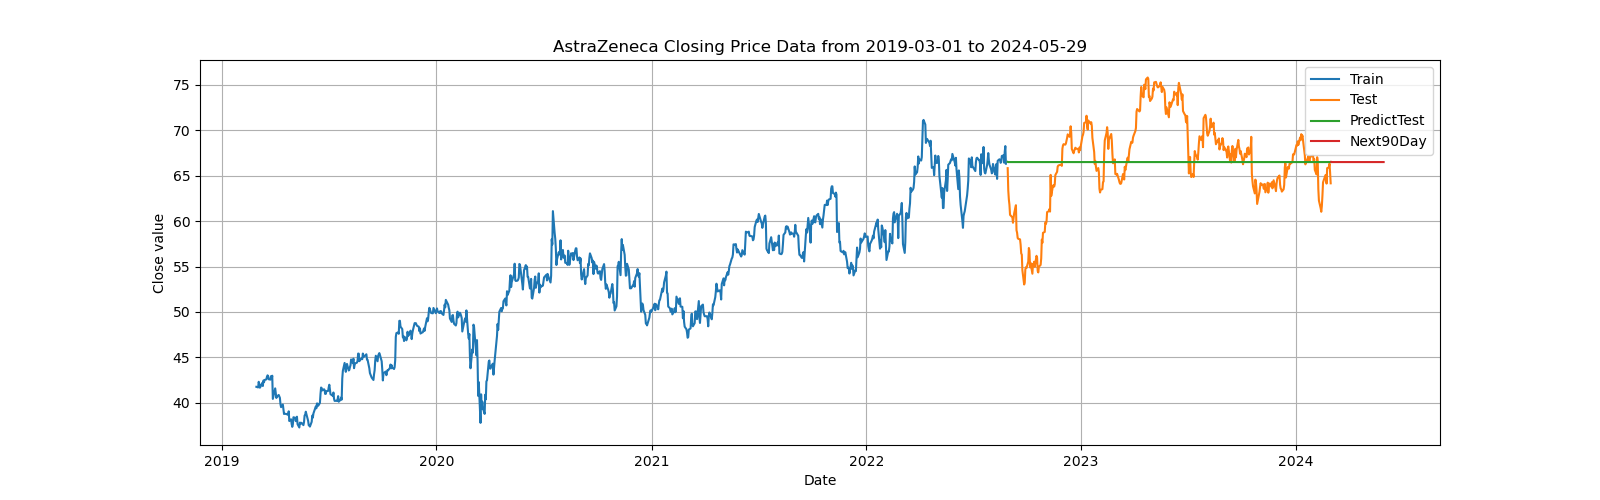 AstraZeneca Closing Price Data from 2019-03-01 to 2024-05-29
Train
Test
PredictTest
Next90Day
Close value
75
70
65
60
55
50
45
40
2019
2020
2021
2022
2023
2024
Date